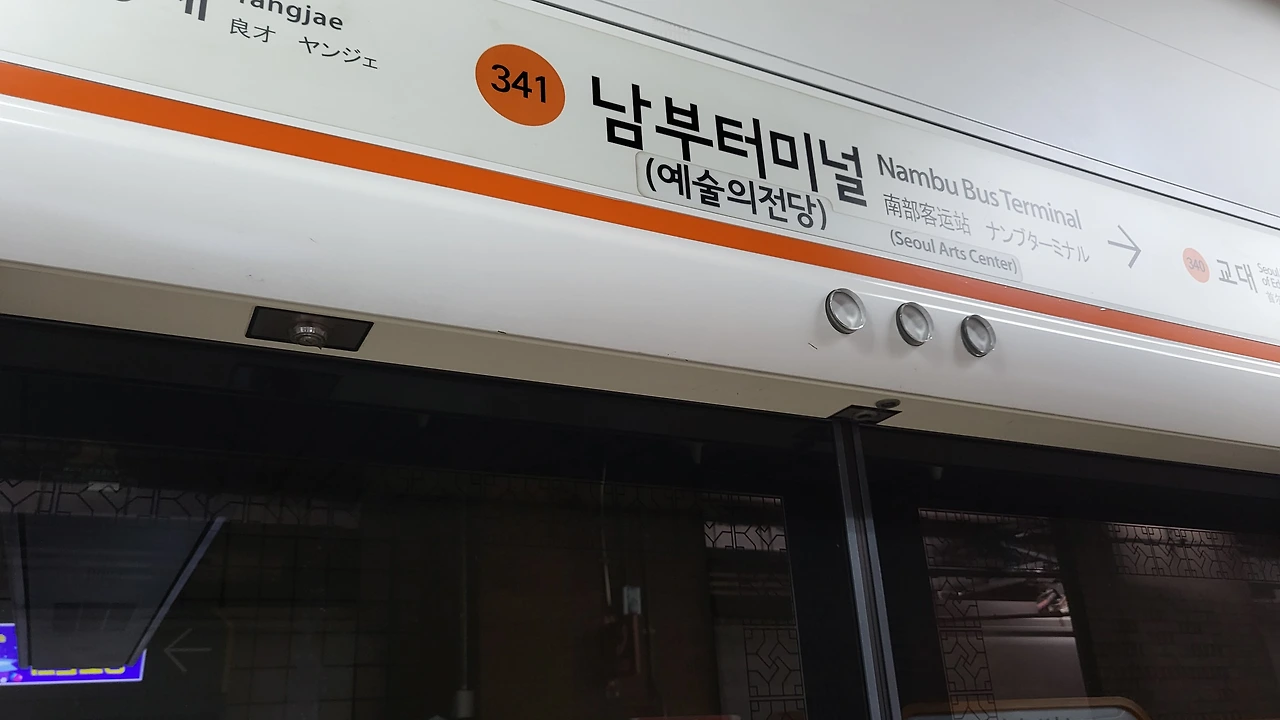 Yangjae
良才 ヤンジェ
341
남부터미널
(예술의전당)
Nambu Bus Terminal
南部客运站 ナンブターミナル
(Seoul Arts Center)
→
340
교대
←